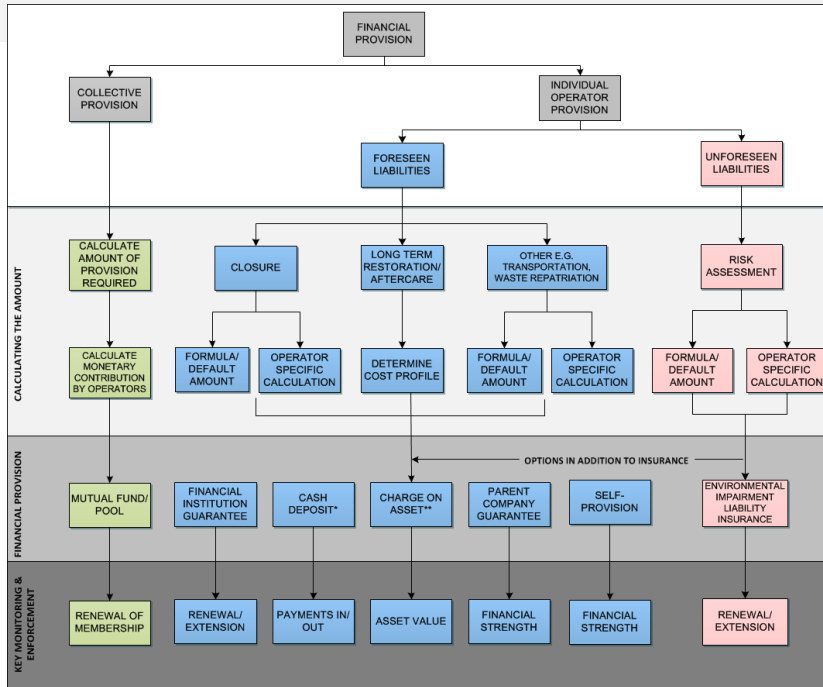 FINANCIAL
PROVISION
COLLECTIVE
PROVISION
INDIVIDUAL
OPERATOR
PROVISION
FORESEEN
LIABILITIES
UNFORESEEN
LIABILITIES
CALCULATING THE AMOUNT
CALCULATE
AMOUNT OF
PROVISION
REQUIRED
CLOSURE
LONG TERM
RESTORATION/
AFTERCARE
OTHER E.G.
TRANSPORTATION,
WASTE REPATRIATION
RISK
ASSESSMENT
CALCULATE
MONETARY
CONTRIBUTION
BY OPERATORS
FORMULA/
DEFAULT
AMOUNT
OPERATOR
SPECIFIC
CALCULATION
DETERMINE
COST PROFILE
FORMULA/
DEFAULT
AMOUNT
OPERATOR
SPECIFIC
CALCULATION
FORMULA/
DEFAULT
AMOUNT
OPERATOR
SPECIFIC
CALCULATION
FINANCIAL PROVISION
OPTIONS IN ADDITION TO INSURANCE
MUTUAL FUND/
POOL
FINANCIAL
INSTITUTION
GUARANTEE
CASH
DEPOSIT*
CHARGE ON
ASSET**
PARENT
COMPANY
GUARANTEE
SELF-
PROVISION
ENVIRONMENTAL
IMPAIRMENT
LIABILITY
INSURANCE
KEY MONITORING &
ENFORCEMENT
RENEWAL OF
MEMBERSHIP
RENEWAL/
EXTENSION
PAYMENTS IN/
OUT
ASSET VALUE
FINANCIAL
STRENGTH
FINANCIAL
STRENGTH
RENEWAL/
EXTENSION